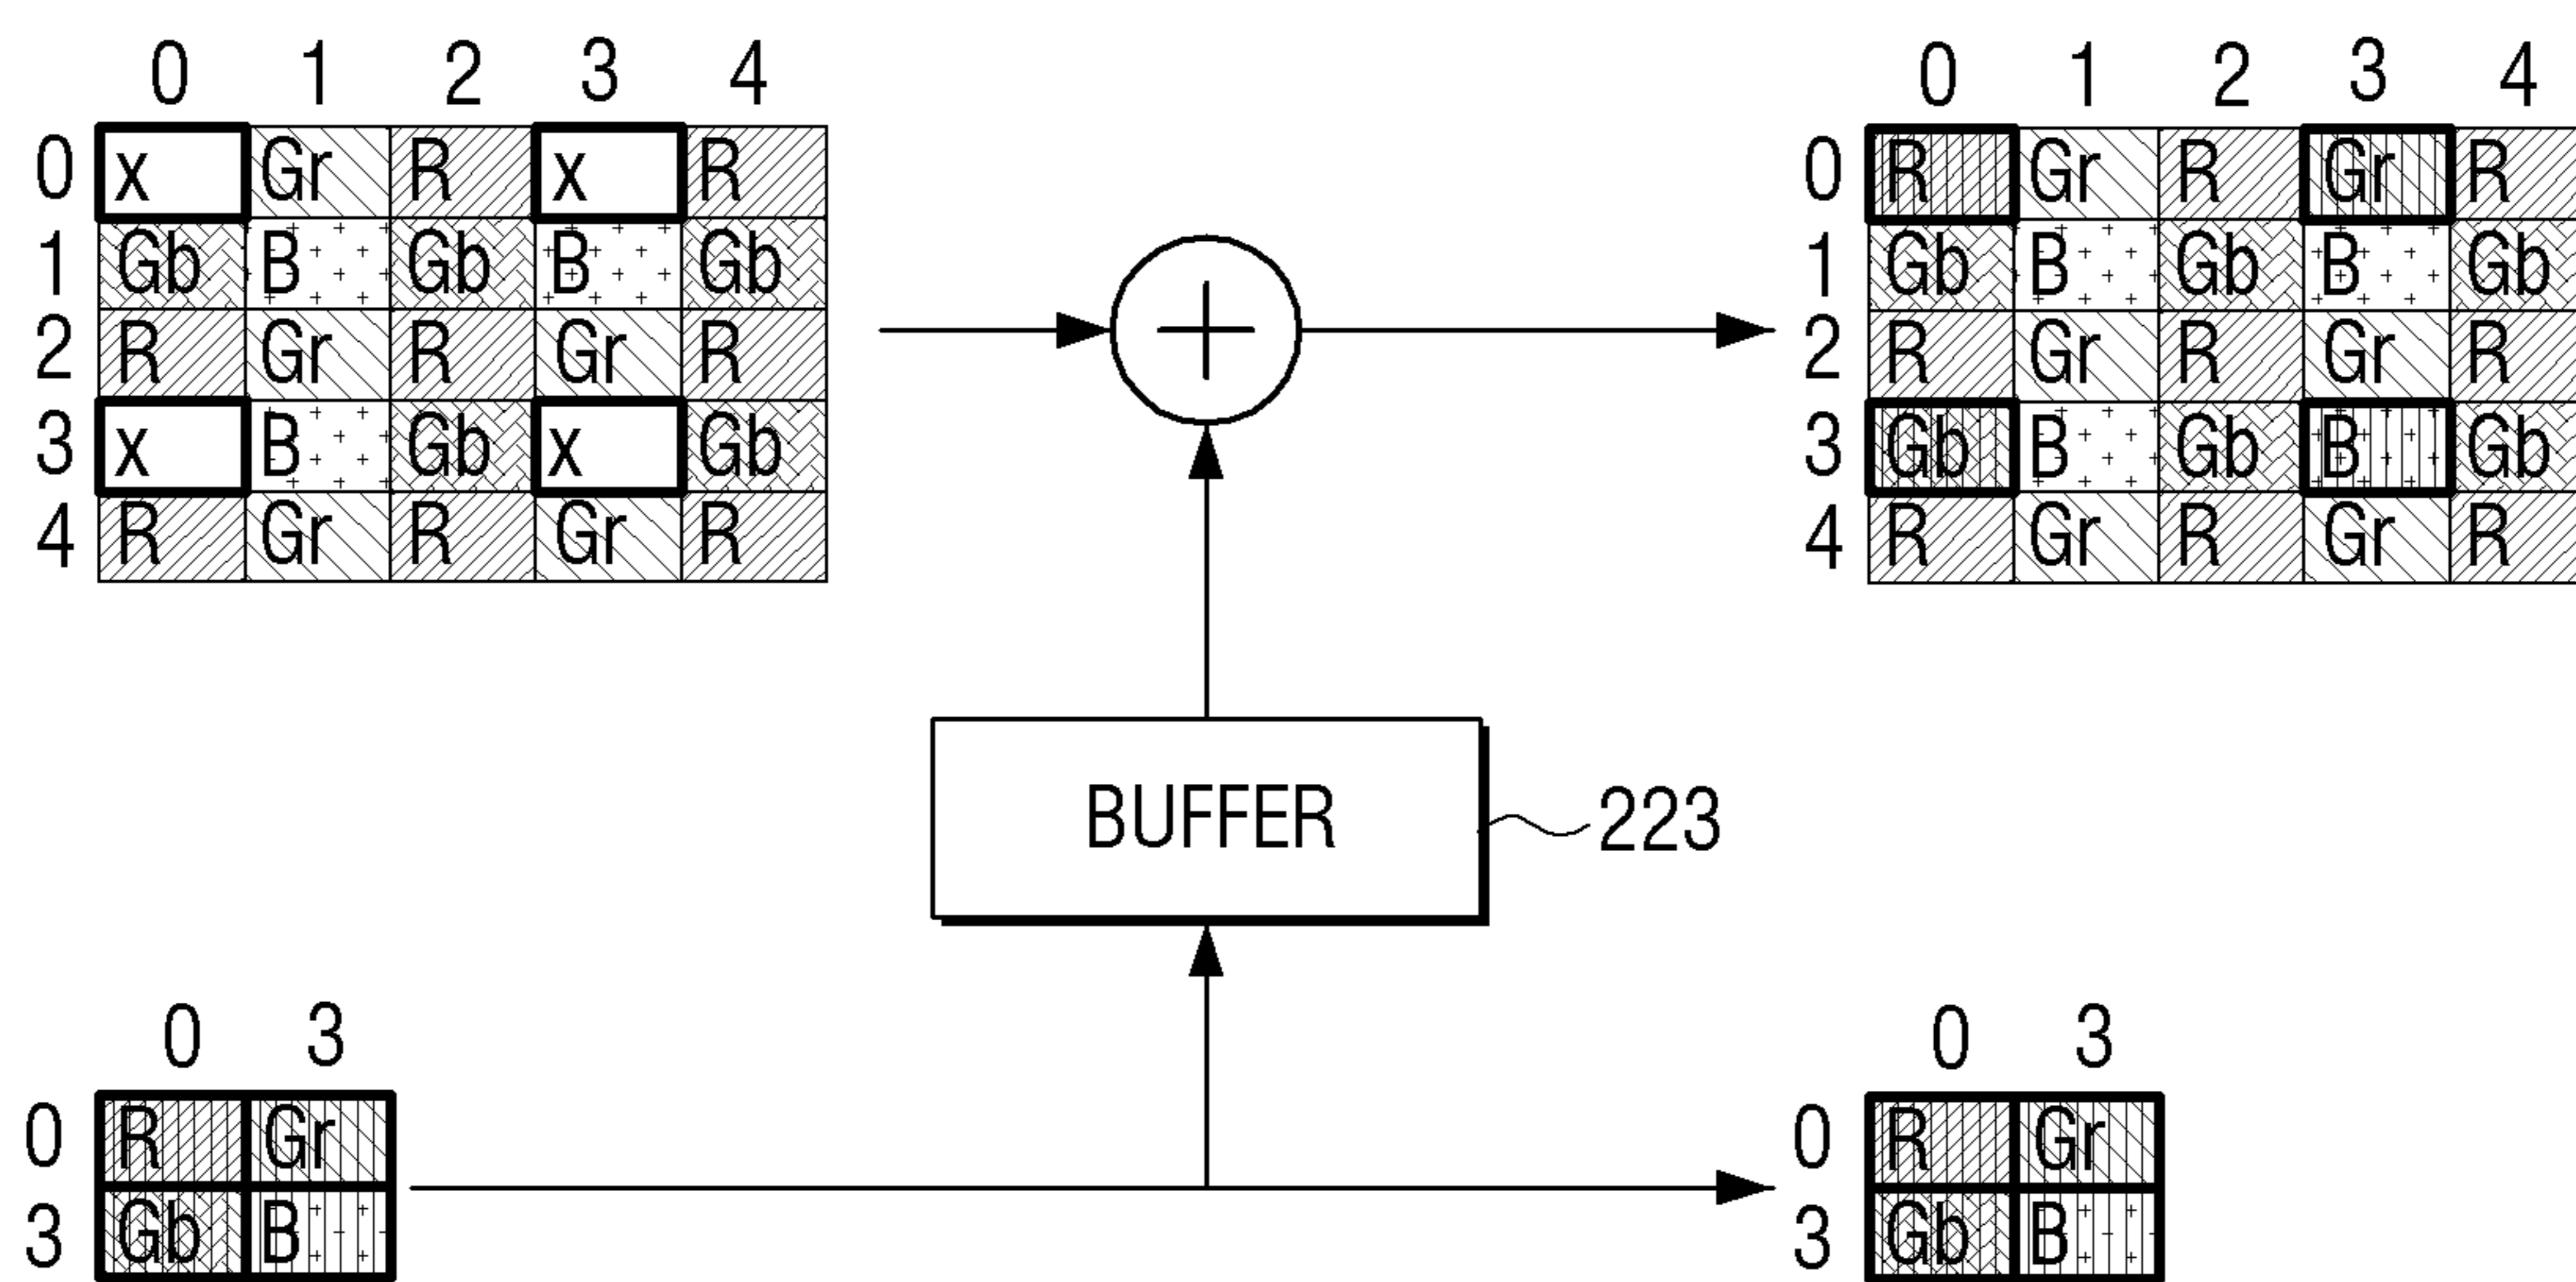 0 1 2 3 4
0 x Gr R x R
1 Gb B Gb B Gb
2 R Gr R Gr R
3 x B Gb x Gb
4 R Gr R Gr R
0 1 2 3 4
0 R Gr R Gr R
1 Gb B Gb B Gb
2 R Gr R Gr R
3 Gb B Gb B Gb
4 R Gr R Gr R
BUFFER 223
0 3
0 R Gr
3 Gb B
0 3
0 R Gr
3 Gb B